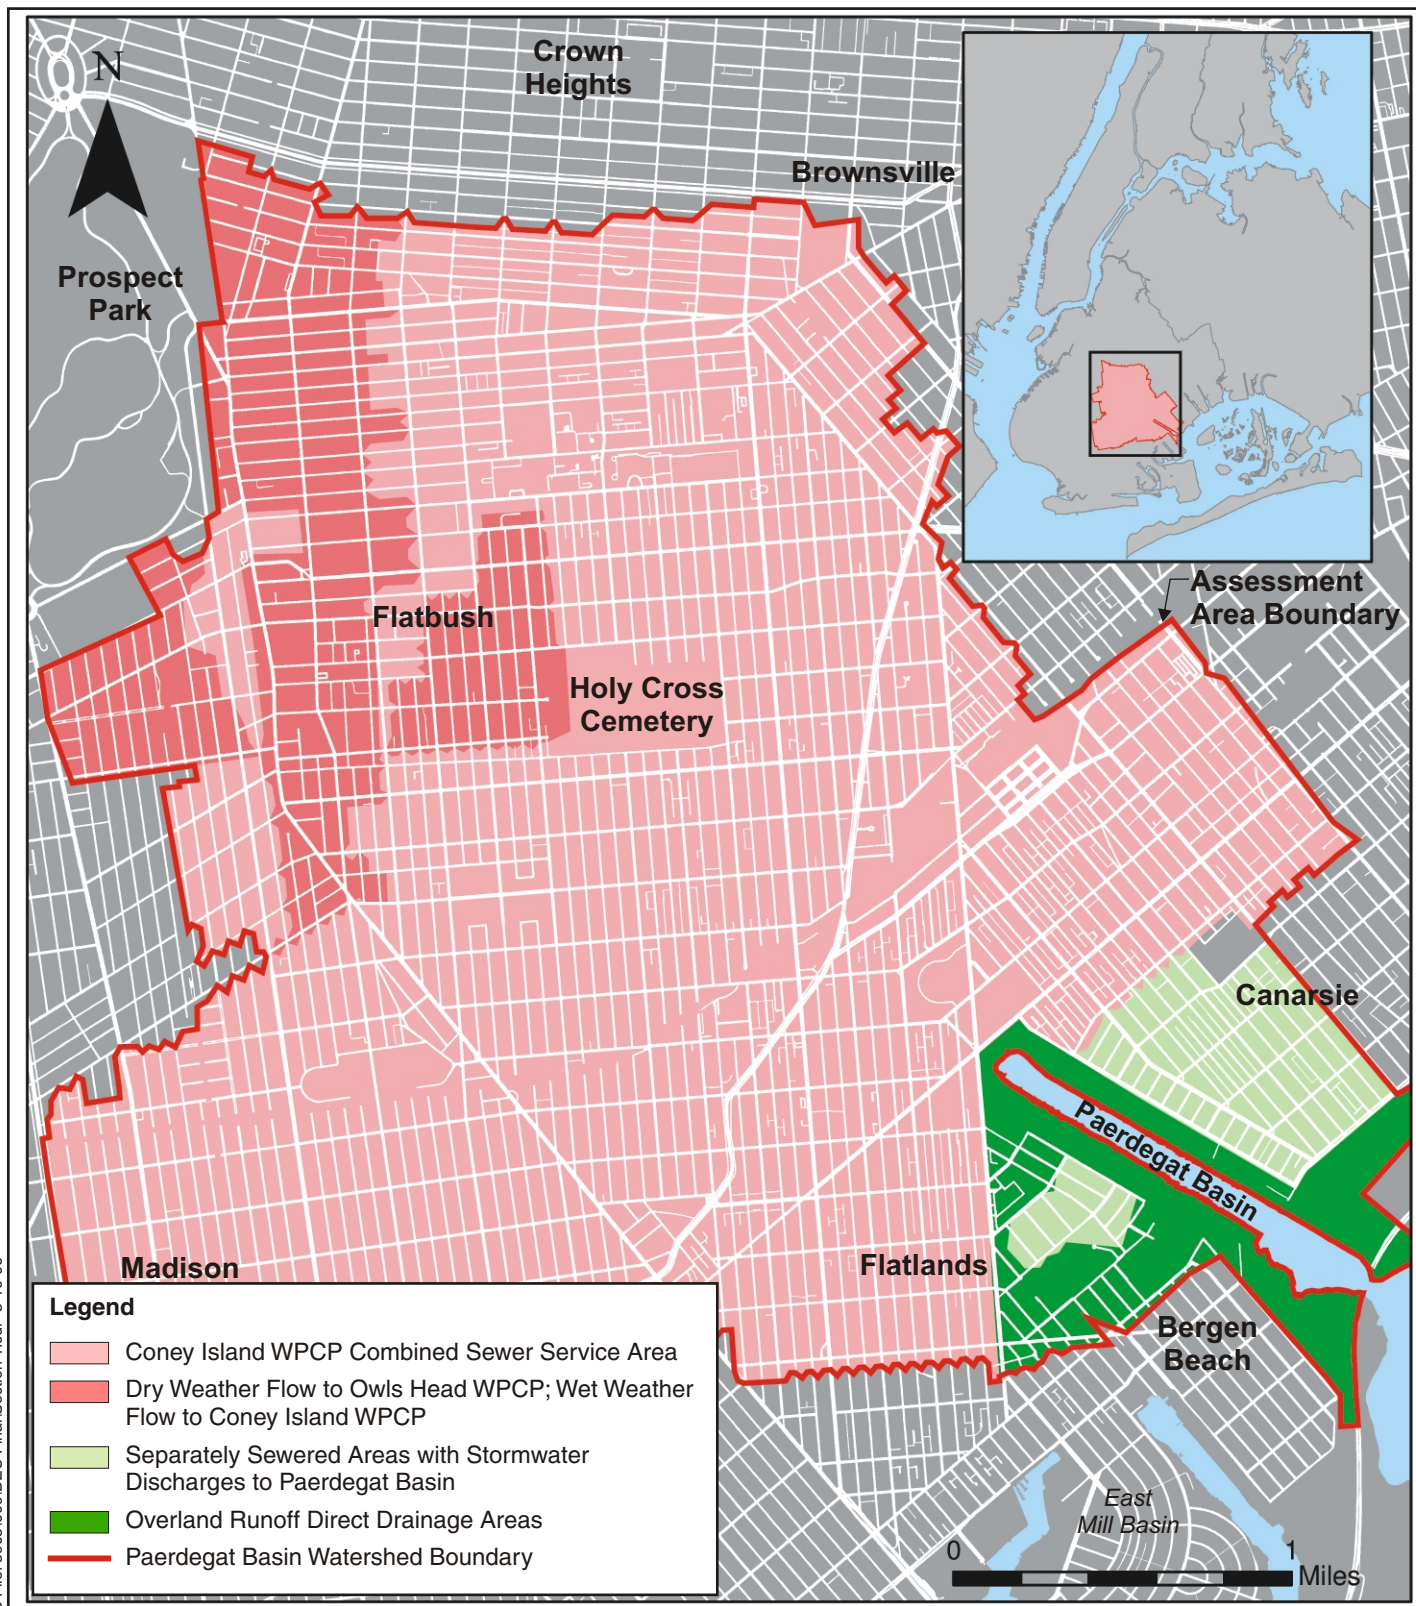 N
Crown
Heights
Brownsville
Prospect
Park
Assessment
Area Boundary
Flatbush
Holy Cross
Cemetery
Canarsie
Paerdegat Basin
Flatlands
Madison
Bergen
Beach
East
Mill Basin
0 1
Miles
Legend
Coney Island WPCP Combined Sewer Service Area
Dry Weather Flow to Owls Head WPCP; Wet Weather
Flow to Coney Island WPCP
Separately Sewered Areas with Stormwater
Discharges to Paerdegat Basin
Overland Runoff Direct Drainage Areas
Paerdegat Basin Watershed Boundary